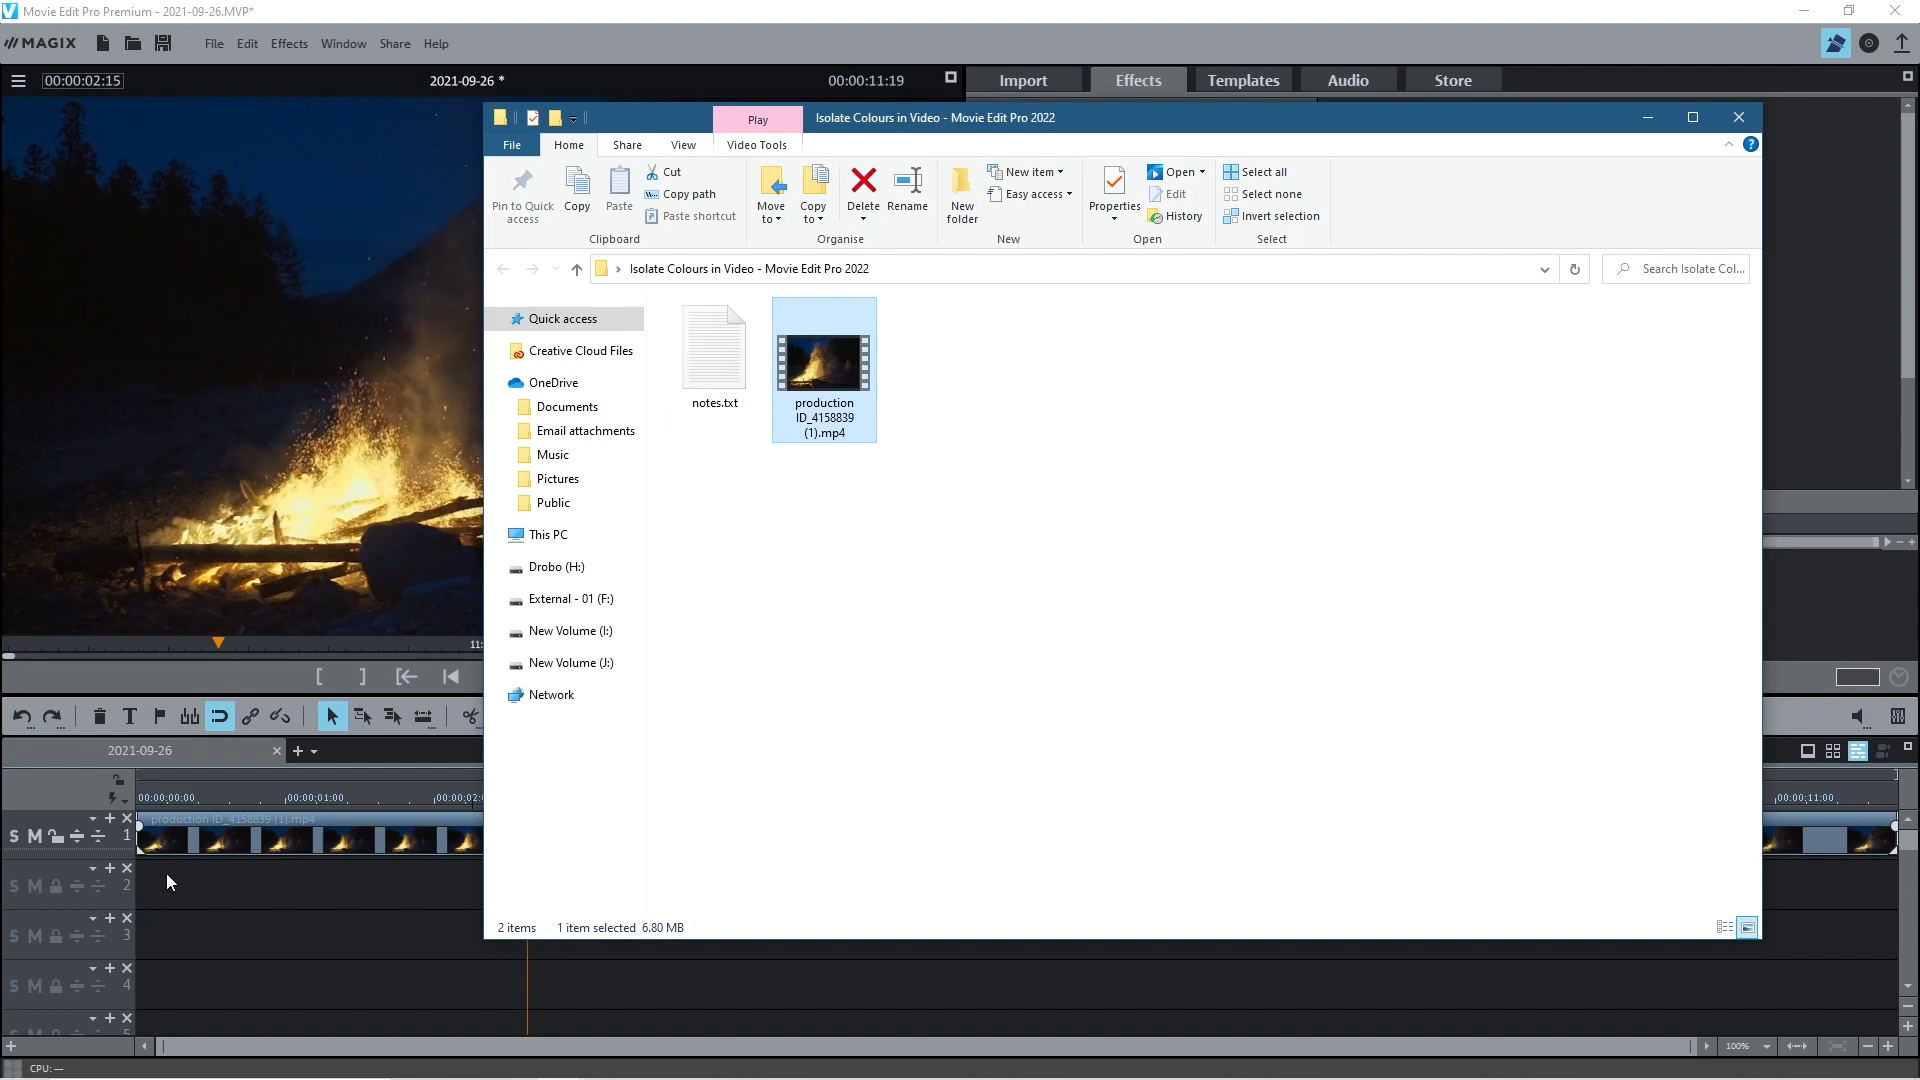 Movie Edit Pro Premium - 2021-09-26.MVP*
MAGIX
File Edit Effects Window Share Help
00:00:02:15
2021-09-26 *
00:00:11:19
Import Effects Templates Audio Store
Play
Isolate Colours in Video - Movie Edit Pro 2022
File Home Share View Video Tools
Pin to Quick access
Copy
Paste
Cut
Copy path
Paste shortcut
Clipboard
Move to
Copy to
Delete
Rename
Organise
New folder
New item
Easy access
New
Properties
Open
Edit
History
Open
Select all
Select none
Invert selection
Select
Isolate Colours in Video - Movie Edit Pro 2022
Search Isolate Col...
Quick access
Creative Cloud Files
OneDrive
Documents
Email attachments
Music
Pictures
Public
This PC
Drobo (H:)
External - 01 (F:)
New Volume (I:)
New Volume (J:)
Network
notes.txt
production
ID_4158839
(1).mp4
2 items 1 item selected 6.80 MB
11:
2021-09-26
00:00:00:00
00:00:01:00
00:00:02:
00:00:11:00
production ID_4158839 (1).mp4
S M 1
S M 2
S M 3
S M 4
S M 5
100%
CPU: —